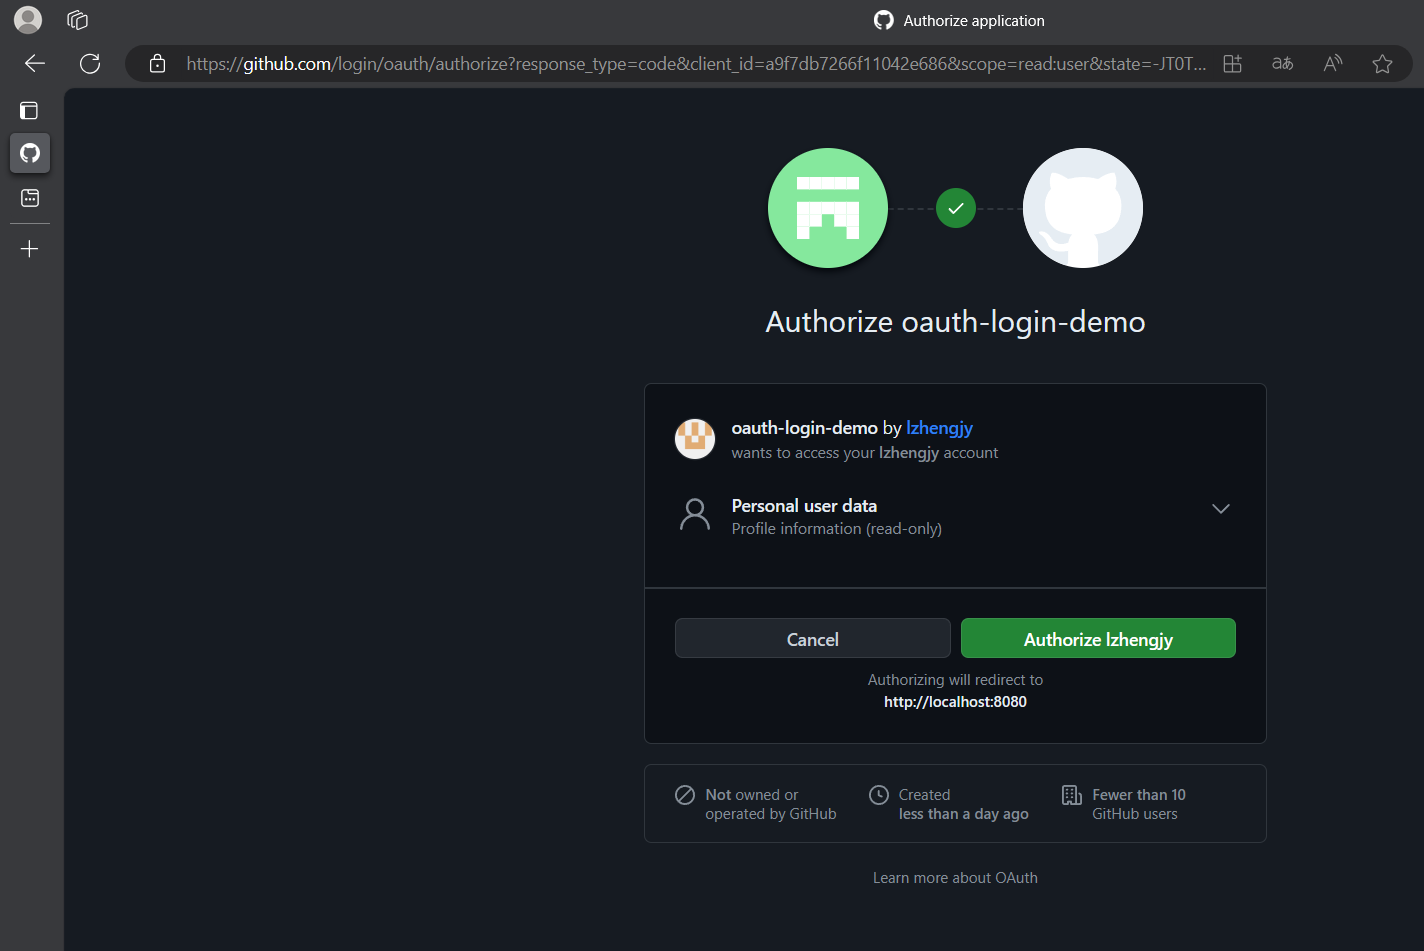 Authorize application
https://github.com/login/oauth/authorize?response_type=code&client_id=a9f7db7266f11042e686&scope=read:user&state=-JT0T...
Authorize oauth-login-demo
oauth-login-demo by lzhengjy
wants to access your lzhengjy account
Personal user data
Profile information (read-only)
Cancel
Authorize lzhengjy
Authorizing will redirect to
http://localhost:8080
Not owned or
operated by GitHub
Created
less than a day ago
Fewer than 10
GitHub users
Learn more about OAuth